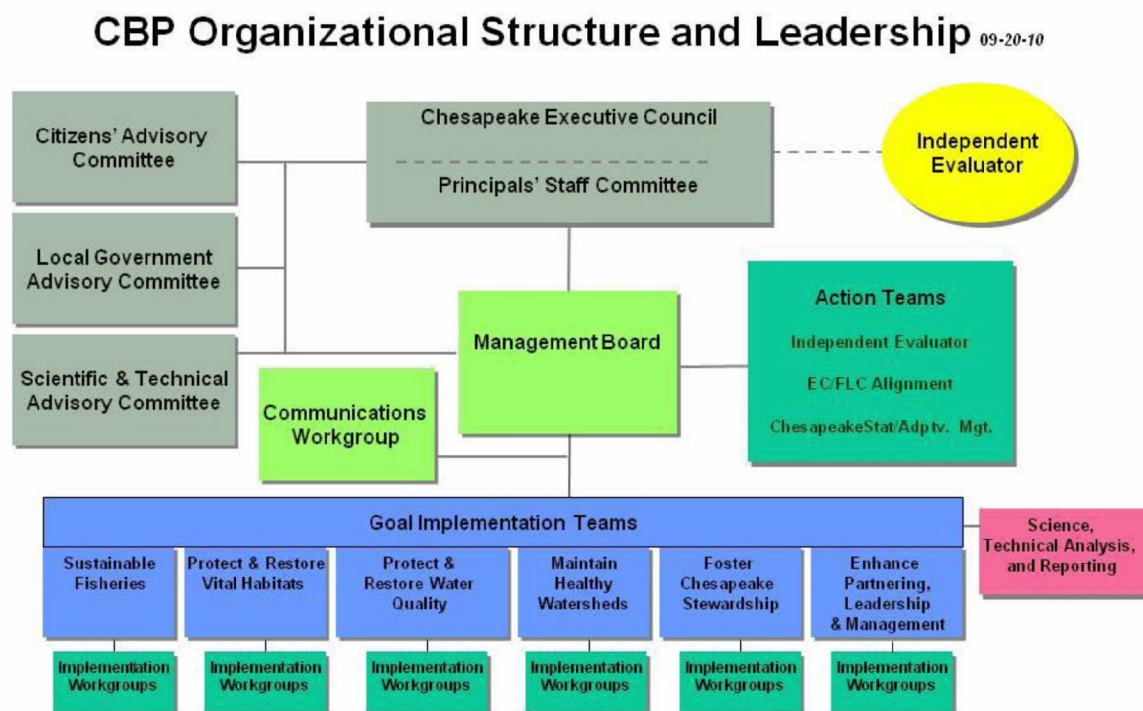 CBP Organizational Structure and Leadership 09-20-10
Citizens' Advisory
Committee
Chesapeake Executive Council
Principals' Staff Committee
Independent
Evaluator
Local Government
Advisory Committee
Scientific & Technical
Advisory Committee
Management Board
Communications
Workgroup
Action Teams
Independent Evaluator
EC/FLC Alignment
ChesapeakeStat/Adptv. Mgt.
Goal Implementation Teams
Sustainable
Fisheries
Protect & Restore
Vital Habitats
Protect &
Restore Water
Quality
Maintain
Healthy
Watersheds
Foster
Chesapeake
Stewardship
Enhance
Partnering,
Leadership
& Management
Science,
Technical Analysis,
and Reporting
Implementation
Workgroups
Implementation
Workgroups
Implementation
Workgroups
Implementation
Workgroups
Implementation
Workgroups
Implementation
Workgroups